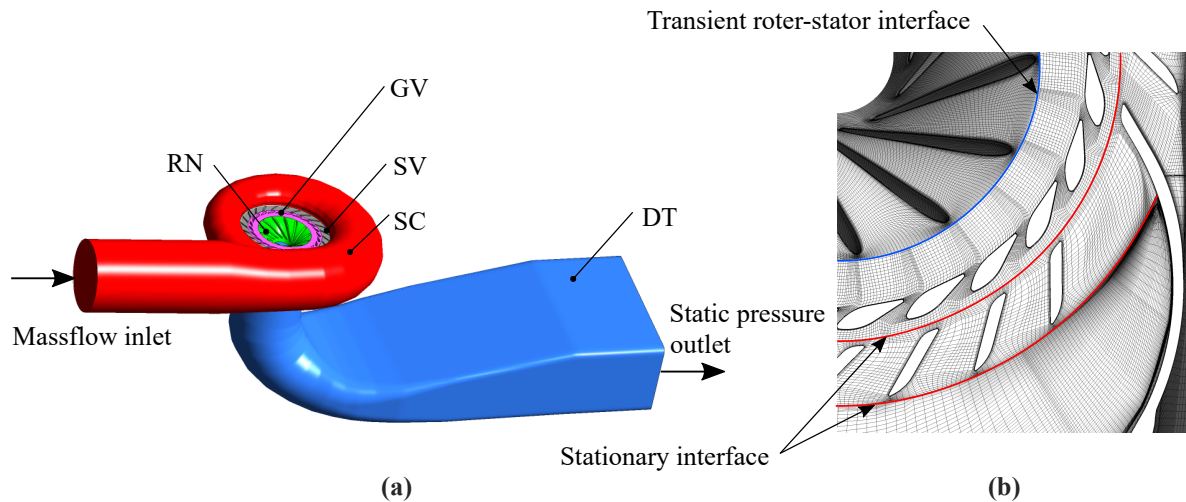 Transient roter-stator interface
GV
RN
SV
SC
DT
Massflow inlet
Static pressure
outlet
Stationary interface
(a)
(b)